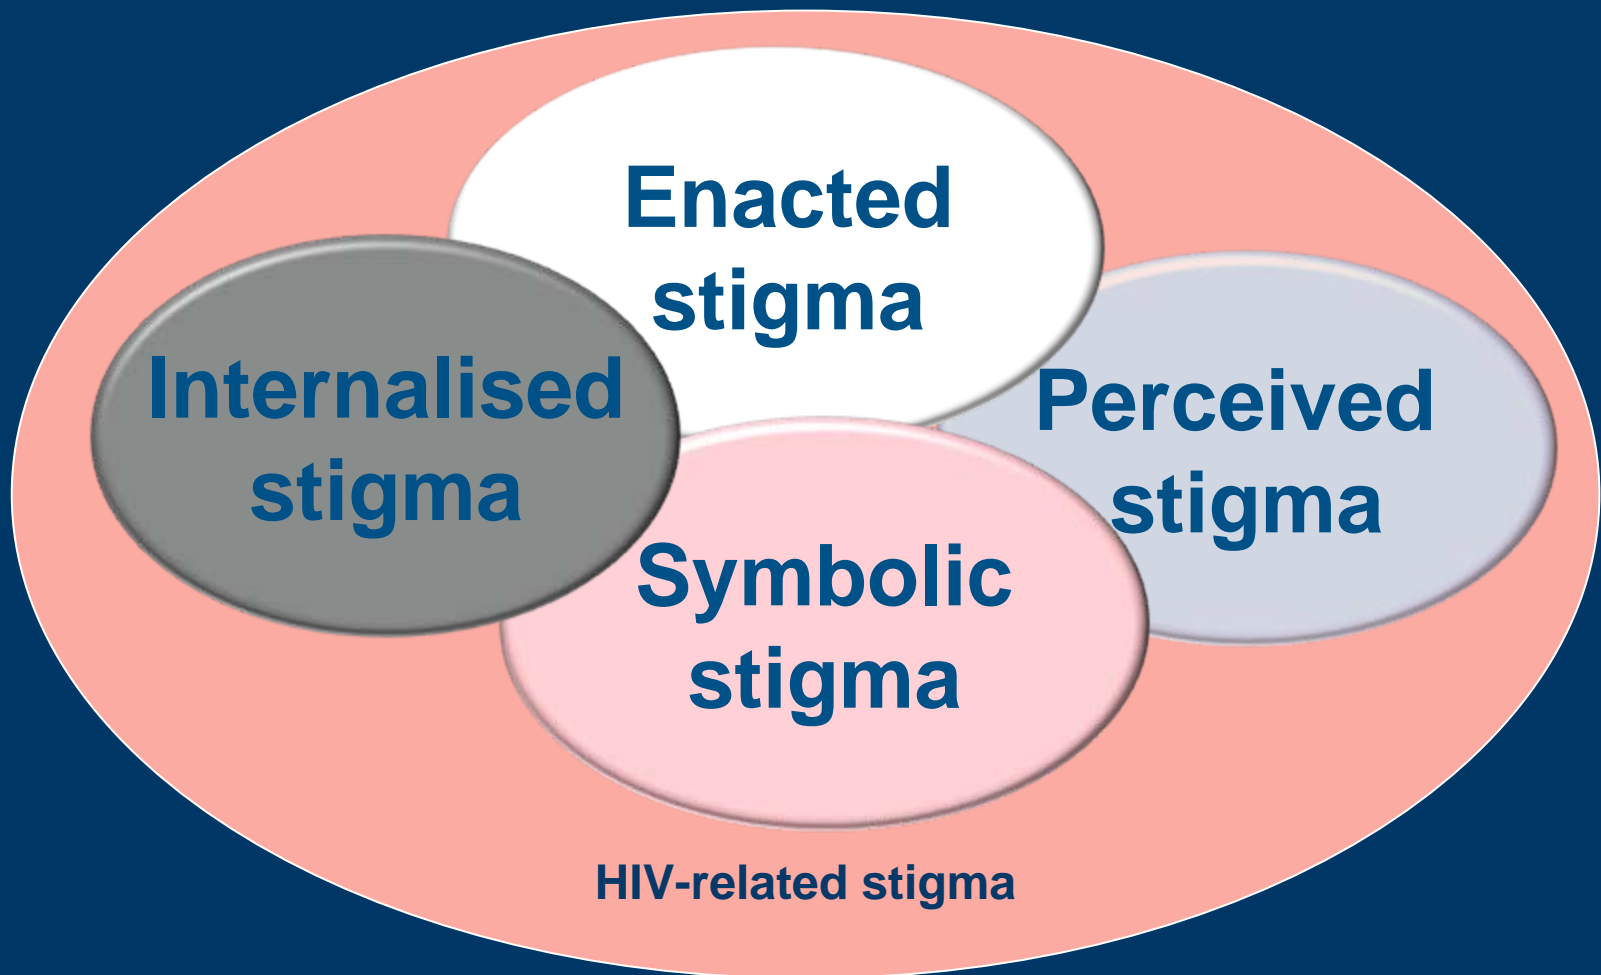 Enacted
stigma
Internalised
stigma
Perceived
stigma
Symbolic
stigma
HIV-related stigma